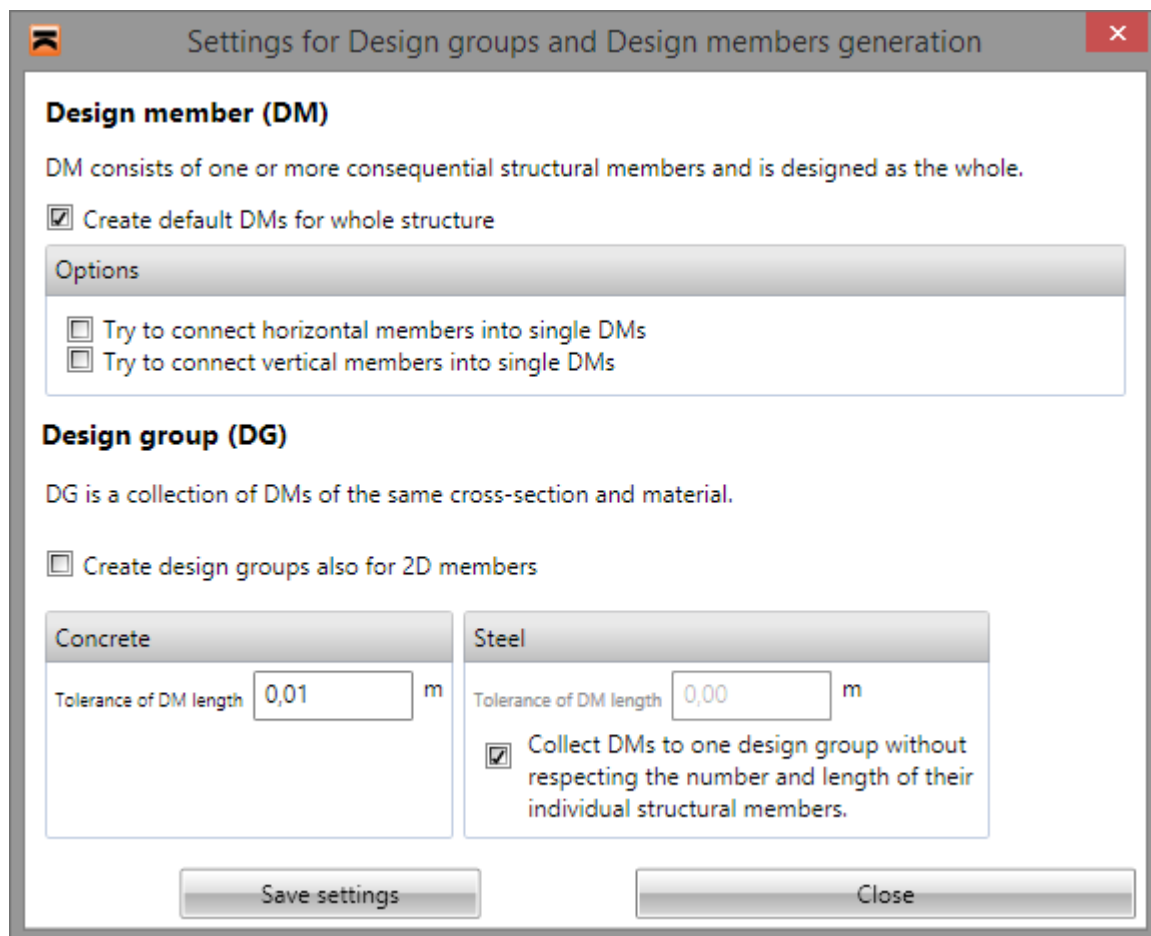 Settings for Design groups and Design members generation
Design member (DM)
DM consists of one or more consequential structural members and is designed as the whole.
Create default DMs for whole structure
Options
Try to connect horizontal members into single DMs
Try to connect vertical members into single DMs
Design group (DG)
DG is a collection of DMs of the same cross-section and material.
Create design groups also for 2D members
Concrete
Tolerance of DM length 0,01 m
Steel
Tolerance of DM length 0,00 m
Collect DMs to one design group without
respecting the number and length of their
individual structural members.
Save settings
Close